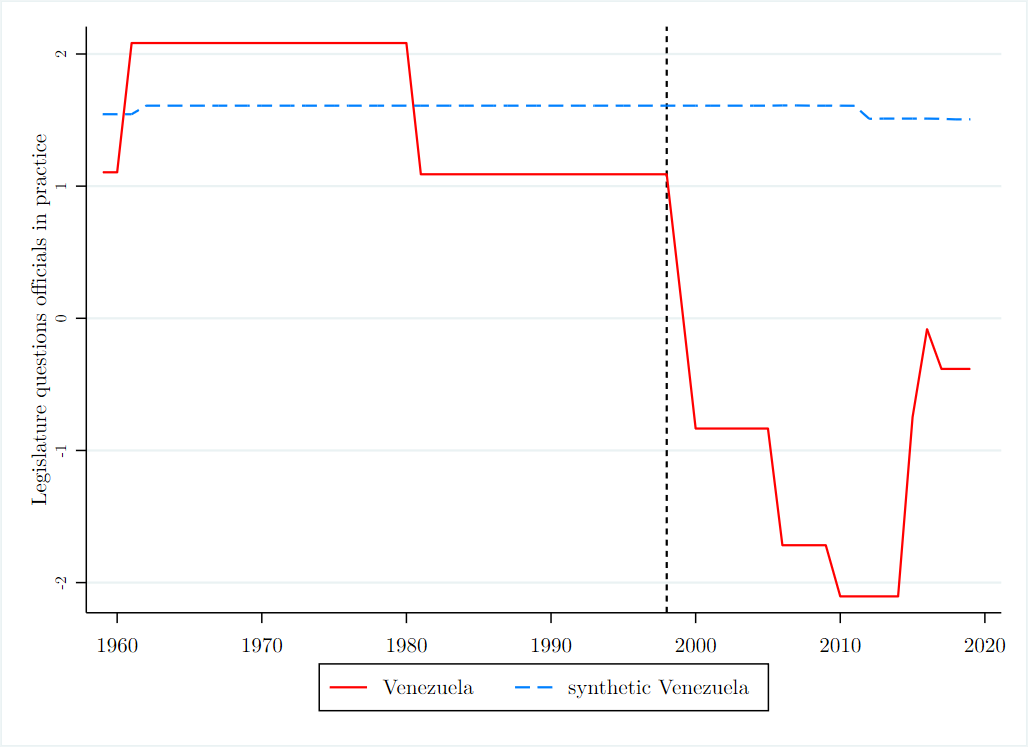 Legislature questions officials in practice
2
1
0
-1
-2
1960 1970 1980 1990 2000 2010 2020
Venezuela synthetic Venezuela